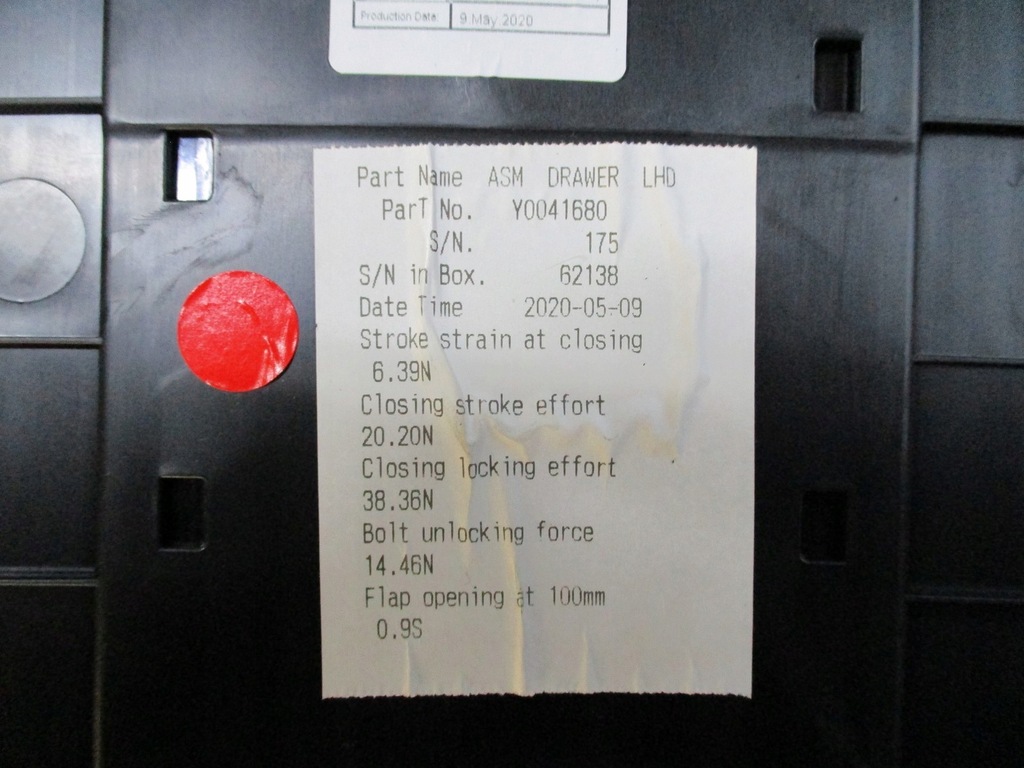 Production Date: 9 May 2020
Part Name ASM DRAWER LHD
ParT No. Y0041680
S/N. 175
S/N in Box. 62138
Date Time 2020-05-09
Stroke strain at closing
6.39N
Closing stroke effort
20.20N
Closing locking effort
38.36N
Bolt unlocking force
14.46N
Flap opening at 100mm
0.9S